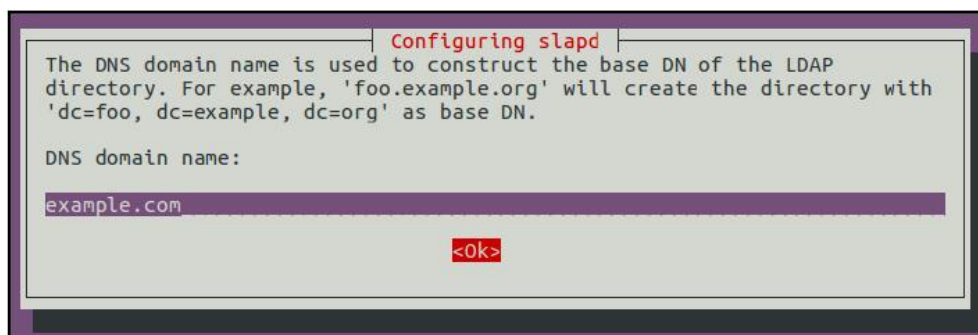 Configuring slapd
The DNS domain name is used to construct the base DN of the LDAP
directory. For example, 'foo.example.org' will create the directory with
'dc=foo, dc=example, dc=org' as base DN.
DNS domain name:
example.com
<Ok>